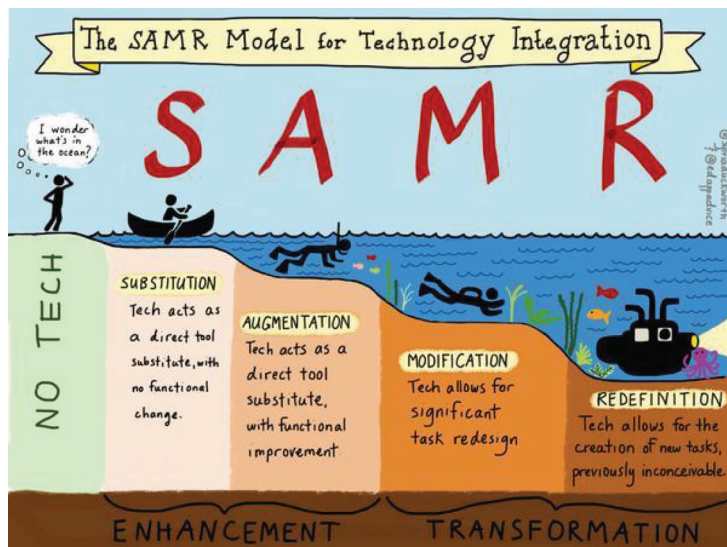 The SAMR Model for Technology Integration
S A M R
I wonder
what's in
the ocean?
@sylviaduckworth
& @edappadvice
NO TECH
SUBSTITUTION
Tech acts as
a direct tool
substitute, with
no functional
change.
AUGMENTATION
Tech acts as a
direct tool
substitute,
with functional
improvement
MODIFICATION
Tech allows for
significant
task redesign
REDEFINITION
Tech allows for the
creation of new tasks,
previously inconceivable.
ENHANCEMENT
TRANSFORMATION